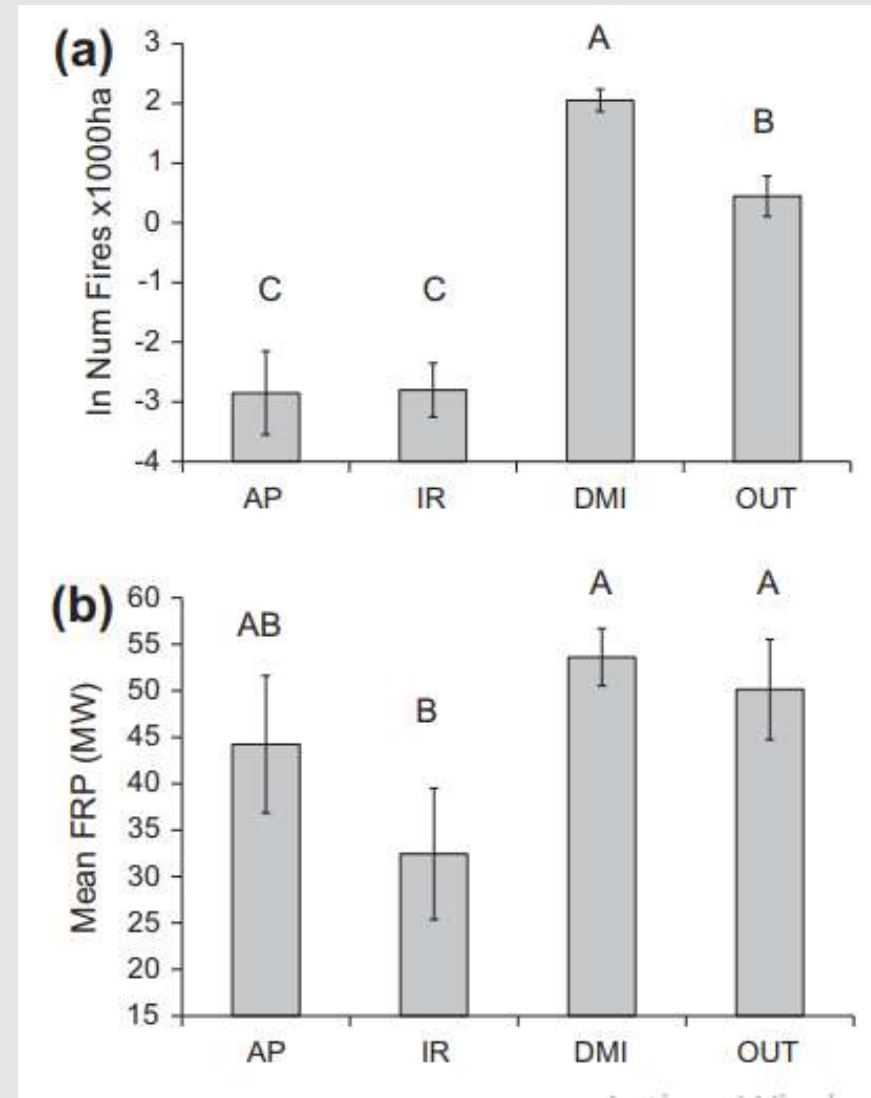 (a)
ln Num Fires x1000ha
3
2
1
0
-1
-2
-3
-4
C
C
A
B
AP IR DMI OUT
(b)
Mean FRP (MW)
60
55
50
45
40
35
30
25
20
15
AB
B
A
A
AP IR DMI OUT